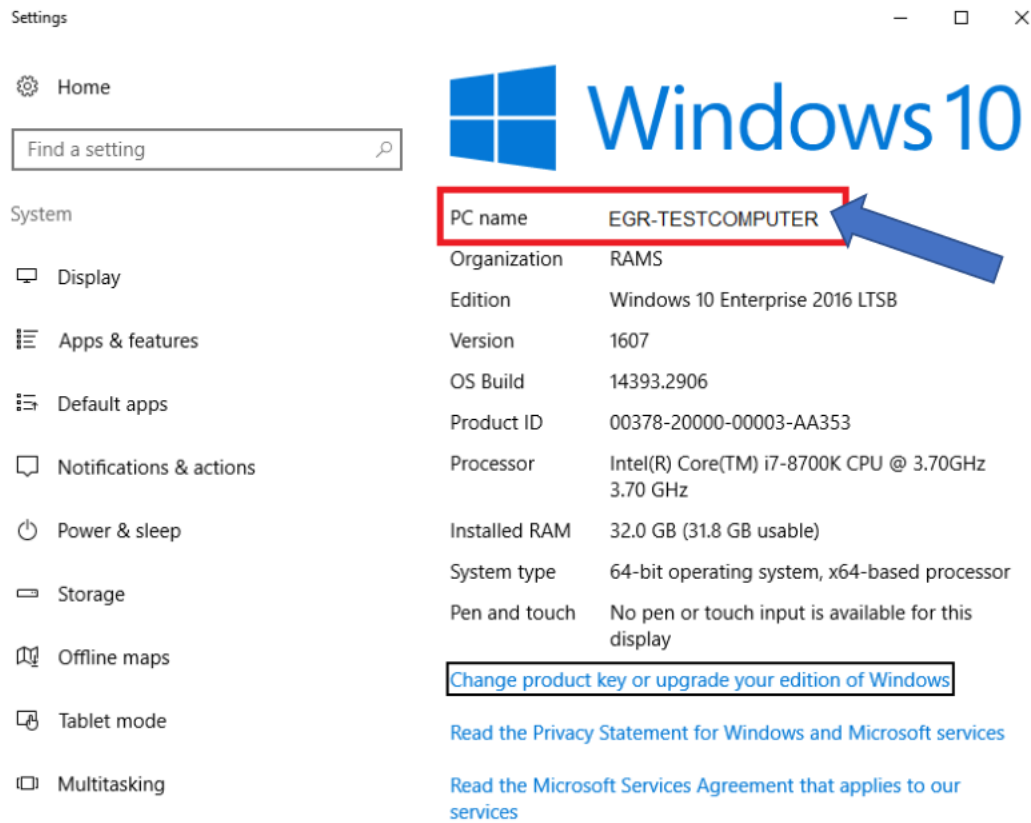 Settings
Home
Find a setting
System
Display
Apps & features
Default apps
Notifications & actions
Power & sleep
Storage
Offline maps
Tablet mode
Multitasking
Windows 10
PC name EGR-TESTCOMPUTER
Organization RAMS
Edition Windows 10 Enterprise 2016 LTSB
Version 1607
OS Build 14393.2906
Product ID 00378-20000-00003-AA353
Processor Intel(R) Core(TM) i7-8700K CPU @ 3.70GHz
3.70 GHz
Installed RAM 32.0 GB (31.8 GB usable)
System type 64-bit operating system, x64-based processor
Pen and touch No pen or touch input is available for this
display
Change product key or upgrade your edition of Windows
Read the Privacy Statement for Windows and Microsoft services
Read the Microsoft Services Agreement that applies to our
services